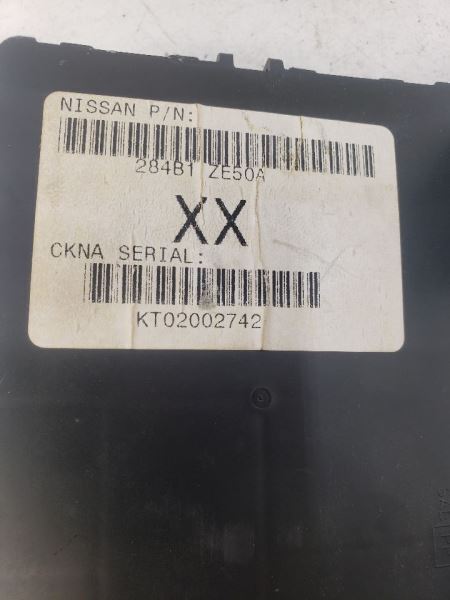 NISSAN P/N:
284B1 ZE50A
XX
CKNA SERIAL:
KT02002742